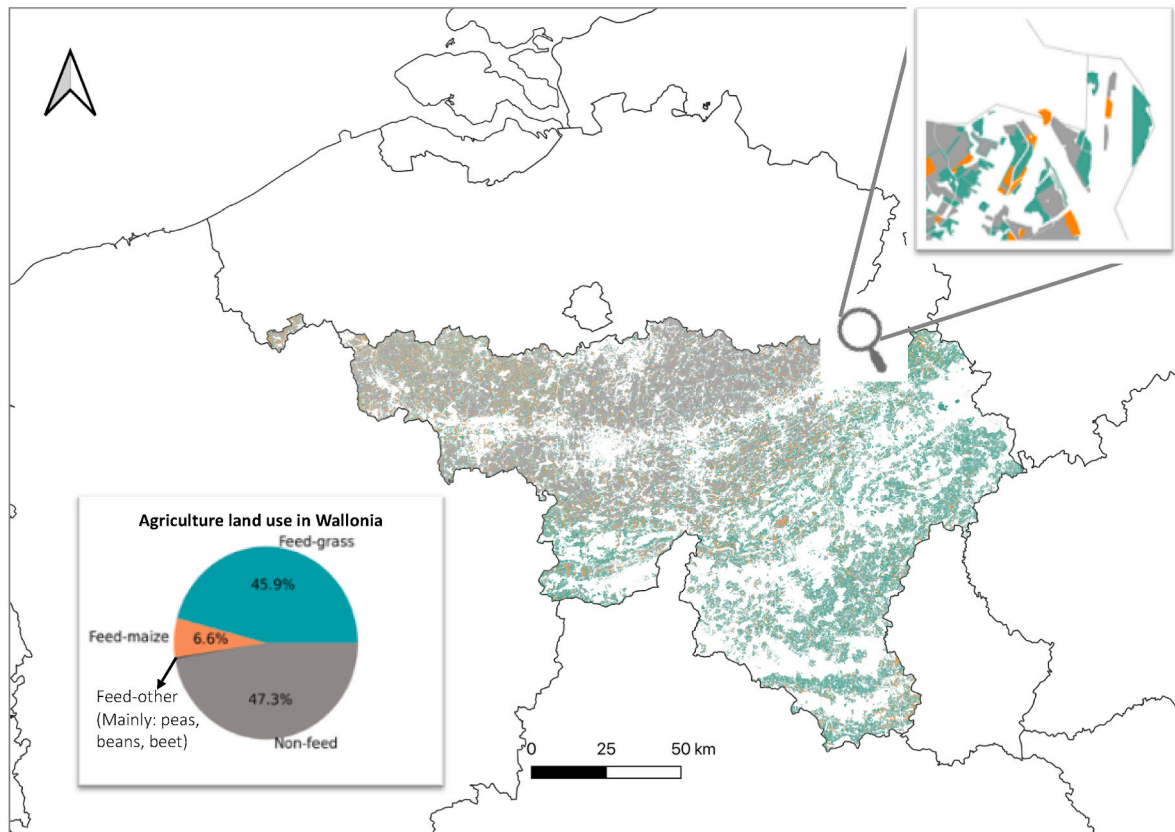 Agriculture land use in Wallonia
Feed-grass
45.9%
Feed-maize
6.6%
Feed-other
(Mainly: peas,
beans, beet)
47.3%
Non-feed
0
25
50 km